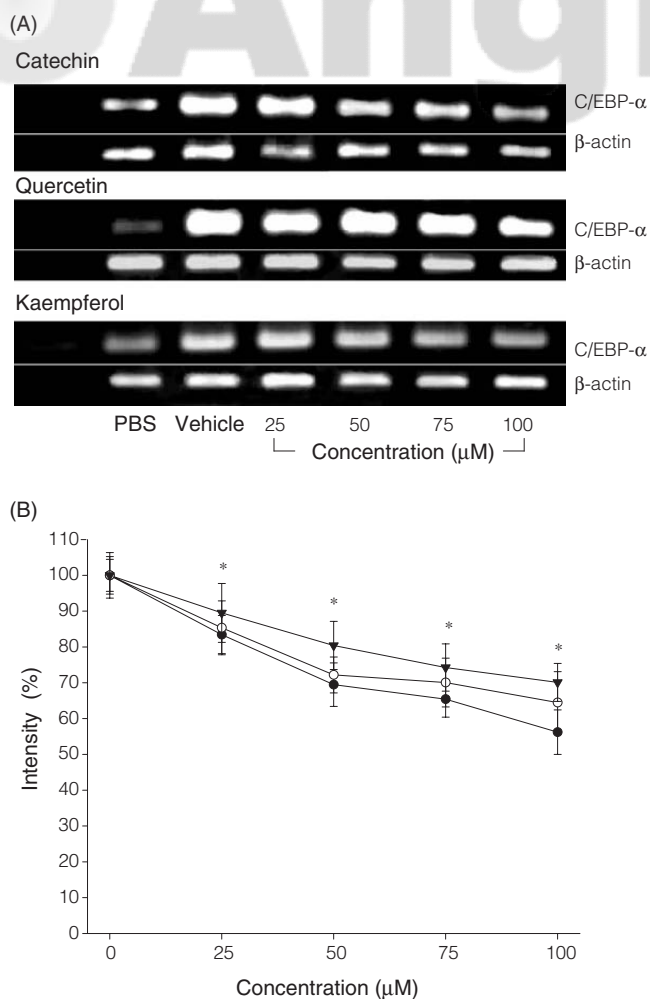 (A)
Catechin
C/EBP-α
β-actin
Quercetin
C/EBP-α
β-actin
Kaempferol
C/EBP-α
β-actin
PBS Vehicle 25 50 75 100
Concentration (μM)
(B)
110
100
90
80
70
60
50
40
30
20
10
0
Intensity (%)
* * * *
0 25 50 75 100
Concentration (μM)